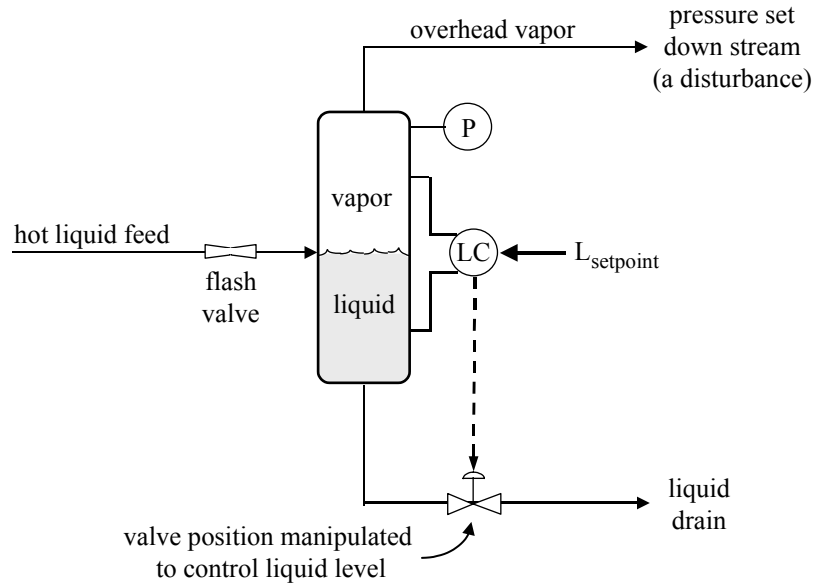 overhead vapor
pressure set
down stream
(a disturbance)
P
vapor
hot liquid feed
LC
L_setpoint
flash
valve
liquid
liquid
drain
valve position manipulated
to control liquid level